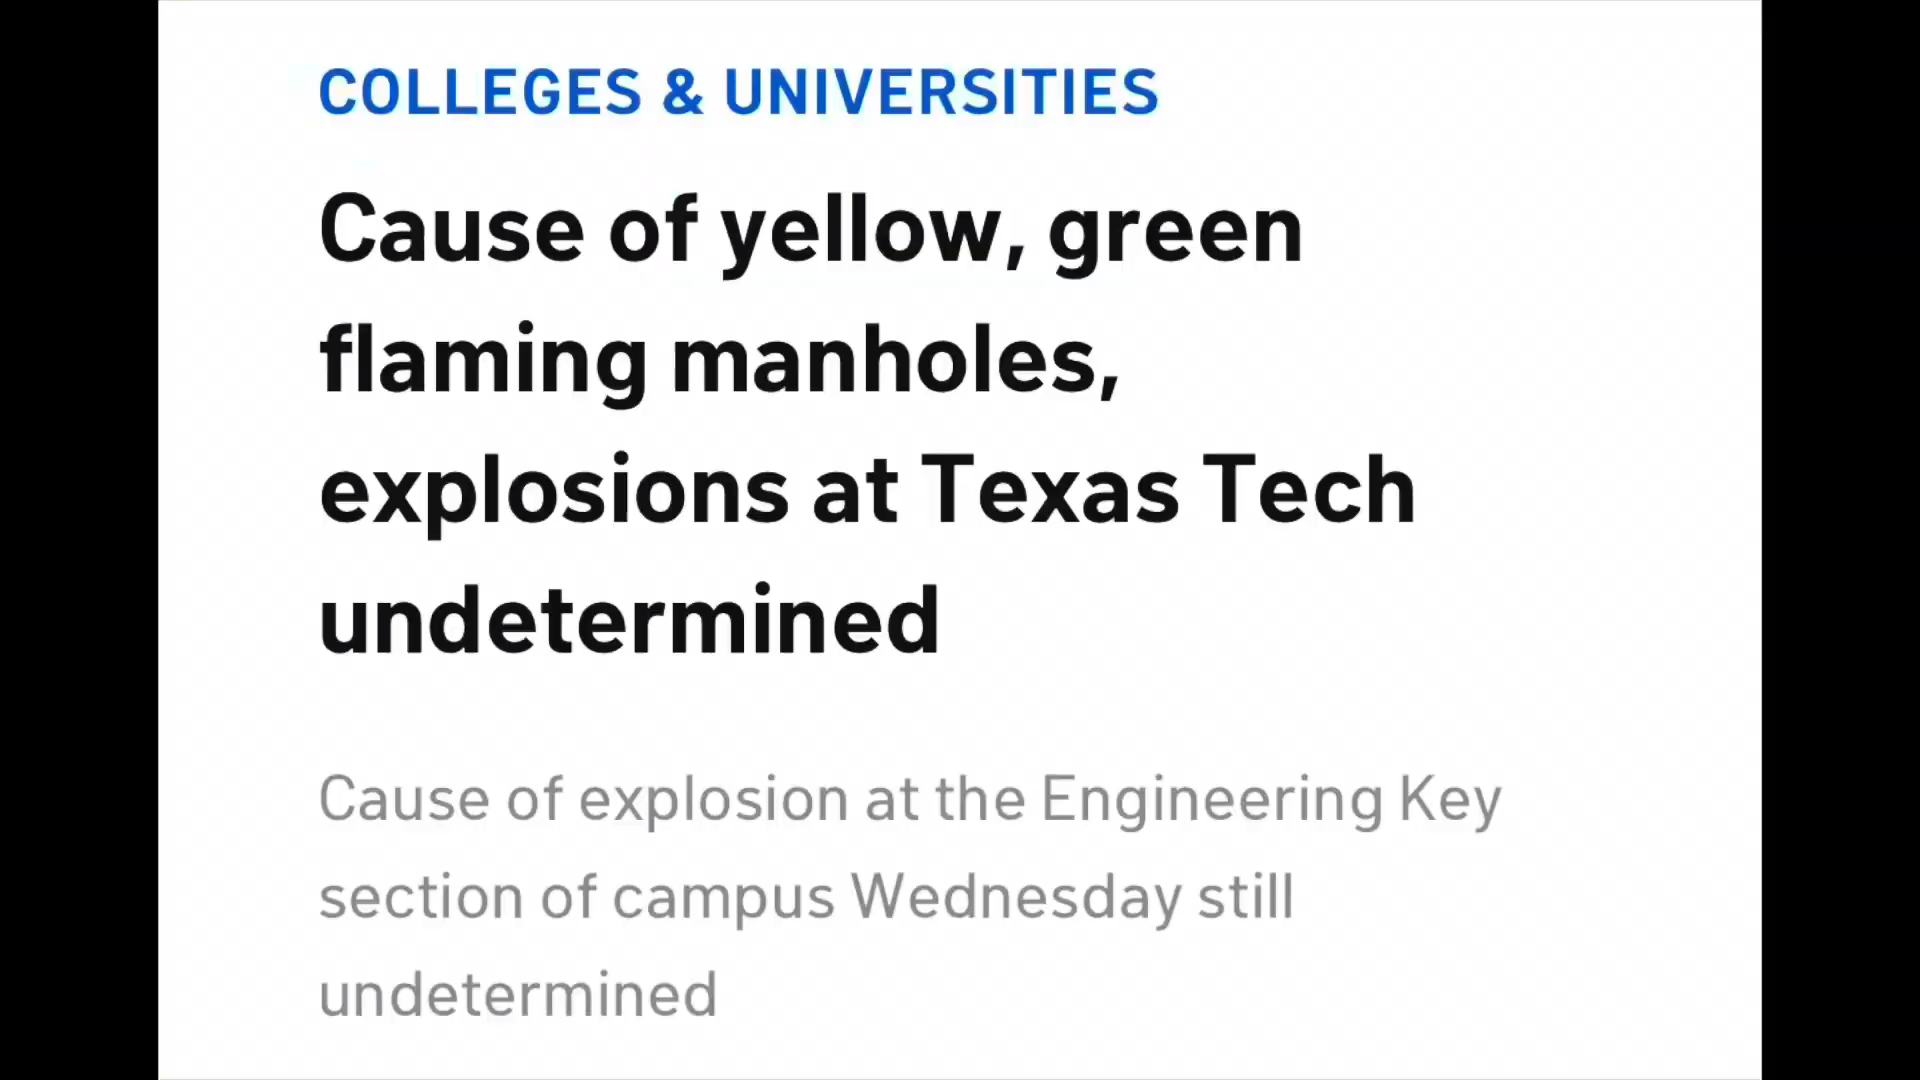 COLLEGES & UNIVERSITIES
Cause of yellow, green
flaming manholes,
explosions at Texas Tech
undetermined
Cause of explosion at the Engineering Key
section of campus Wednesday still
undetermined